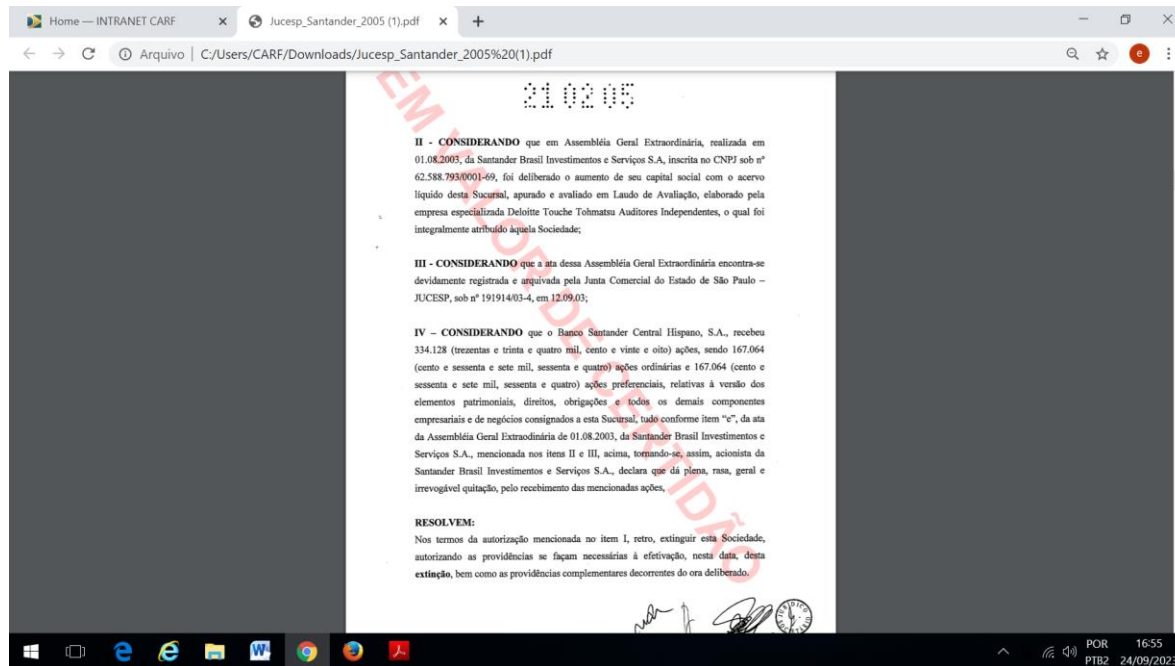 Home — INTRANET CARF
Jucesp_Santander_2005 (1).pdf
Arquivo | C:/Users/CARF/Downloads/Jucesp_Santander_2005%20(1).pdf
e
21 02 05
II - CONSIDERANDO que em Assembléia Geral Extraordinária, realizada em
01.08.2003, da Santander Brasil Investimentos e Serviços S.A, inscrita no CNPJ sob nº
62.588.793/0001-69, foi deliberado o aumento de seu capital social com o acervo
líquido desta Sucursal, apurado e avaliado em Laudo de Avaliação, elaborado pela
empresa especializada Deloitte Touche Tohmatsu Auditores Independentes, o qual foi
integralmente atribuído àquela Sociedade;
III - CONSIDERANDO que a ata dessa Assembléia Geral Extraordinária encontra-se
devidamente registrada e arquivada pela Junta Comercial do Estado de São Paulo –
JUCESP, sob nº 191914/03-4, em 12.09.03;
IV – CONSIDERANDO que o Banco Santander Central Hispano, S.A., recebeu
334.128 (trezentas e trinta e quatro mil, cento e vinte e oito) ações, sendo 167.064
(cento e sessenta e sete mil, sessenta e quatro) ações ordinárias e 167.064 (cento e
sessenta e sete mil, sessenta e quatro) ações preferenciais, relativas à versão dos
elementos patrimoniais, direitos, obrigações e todos os demais componentes
empresariais e de negócios consignados a esta Sucursal, tudo conforme item “e”, da ata
da Assembléia Geral Extraodinária de 01.08.2003, da Santander Brasil Investimentos e
Serviços S.A., mencionada nos itens II e III, acima, tornando-se, assim, acionista da
Santander Brasil Investimentos e Serviços S.A., declara que dá plena, rasa, geral e
irrevogável quitação, pelo recebimento das mencionadas ações,
RESOLVEM:
Nos termos da autorização mencionada no item I, retro, extinguir esta Sociedade,
autorizando as providências se façam necessárias à efetivação, nesta data, desta
extinção, bem como as providências complementares decorrentes do ora deliberado.
EM VALOR DE CERTIDÃO
JURÍDICO
POR
PTB2
16:55
24/09/202